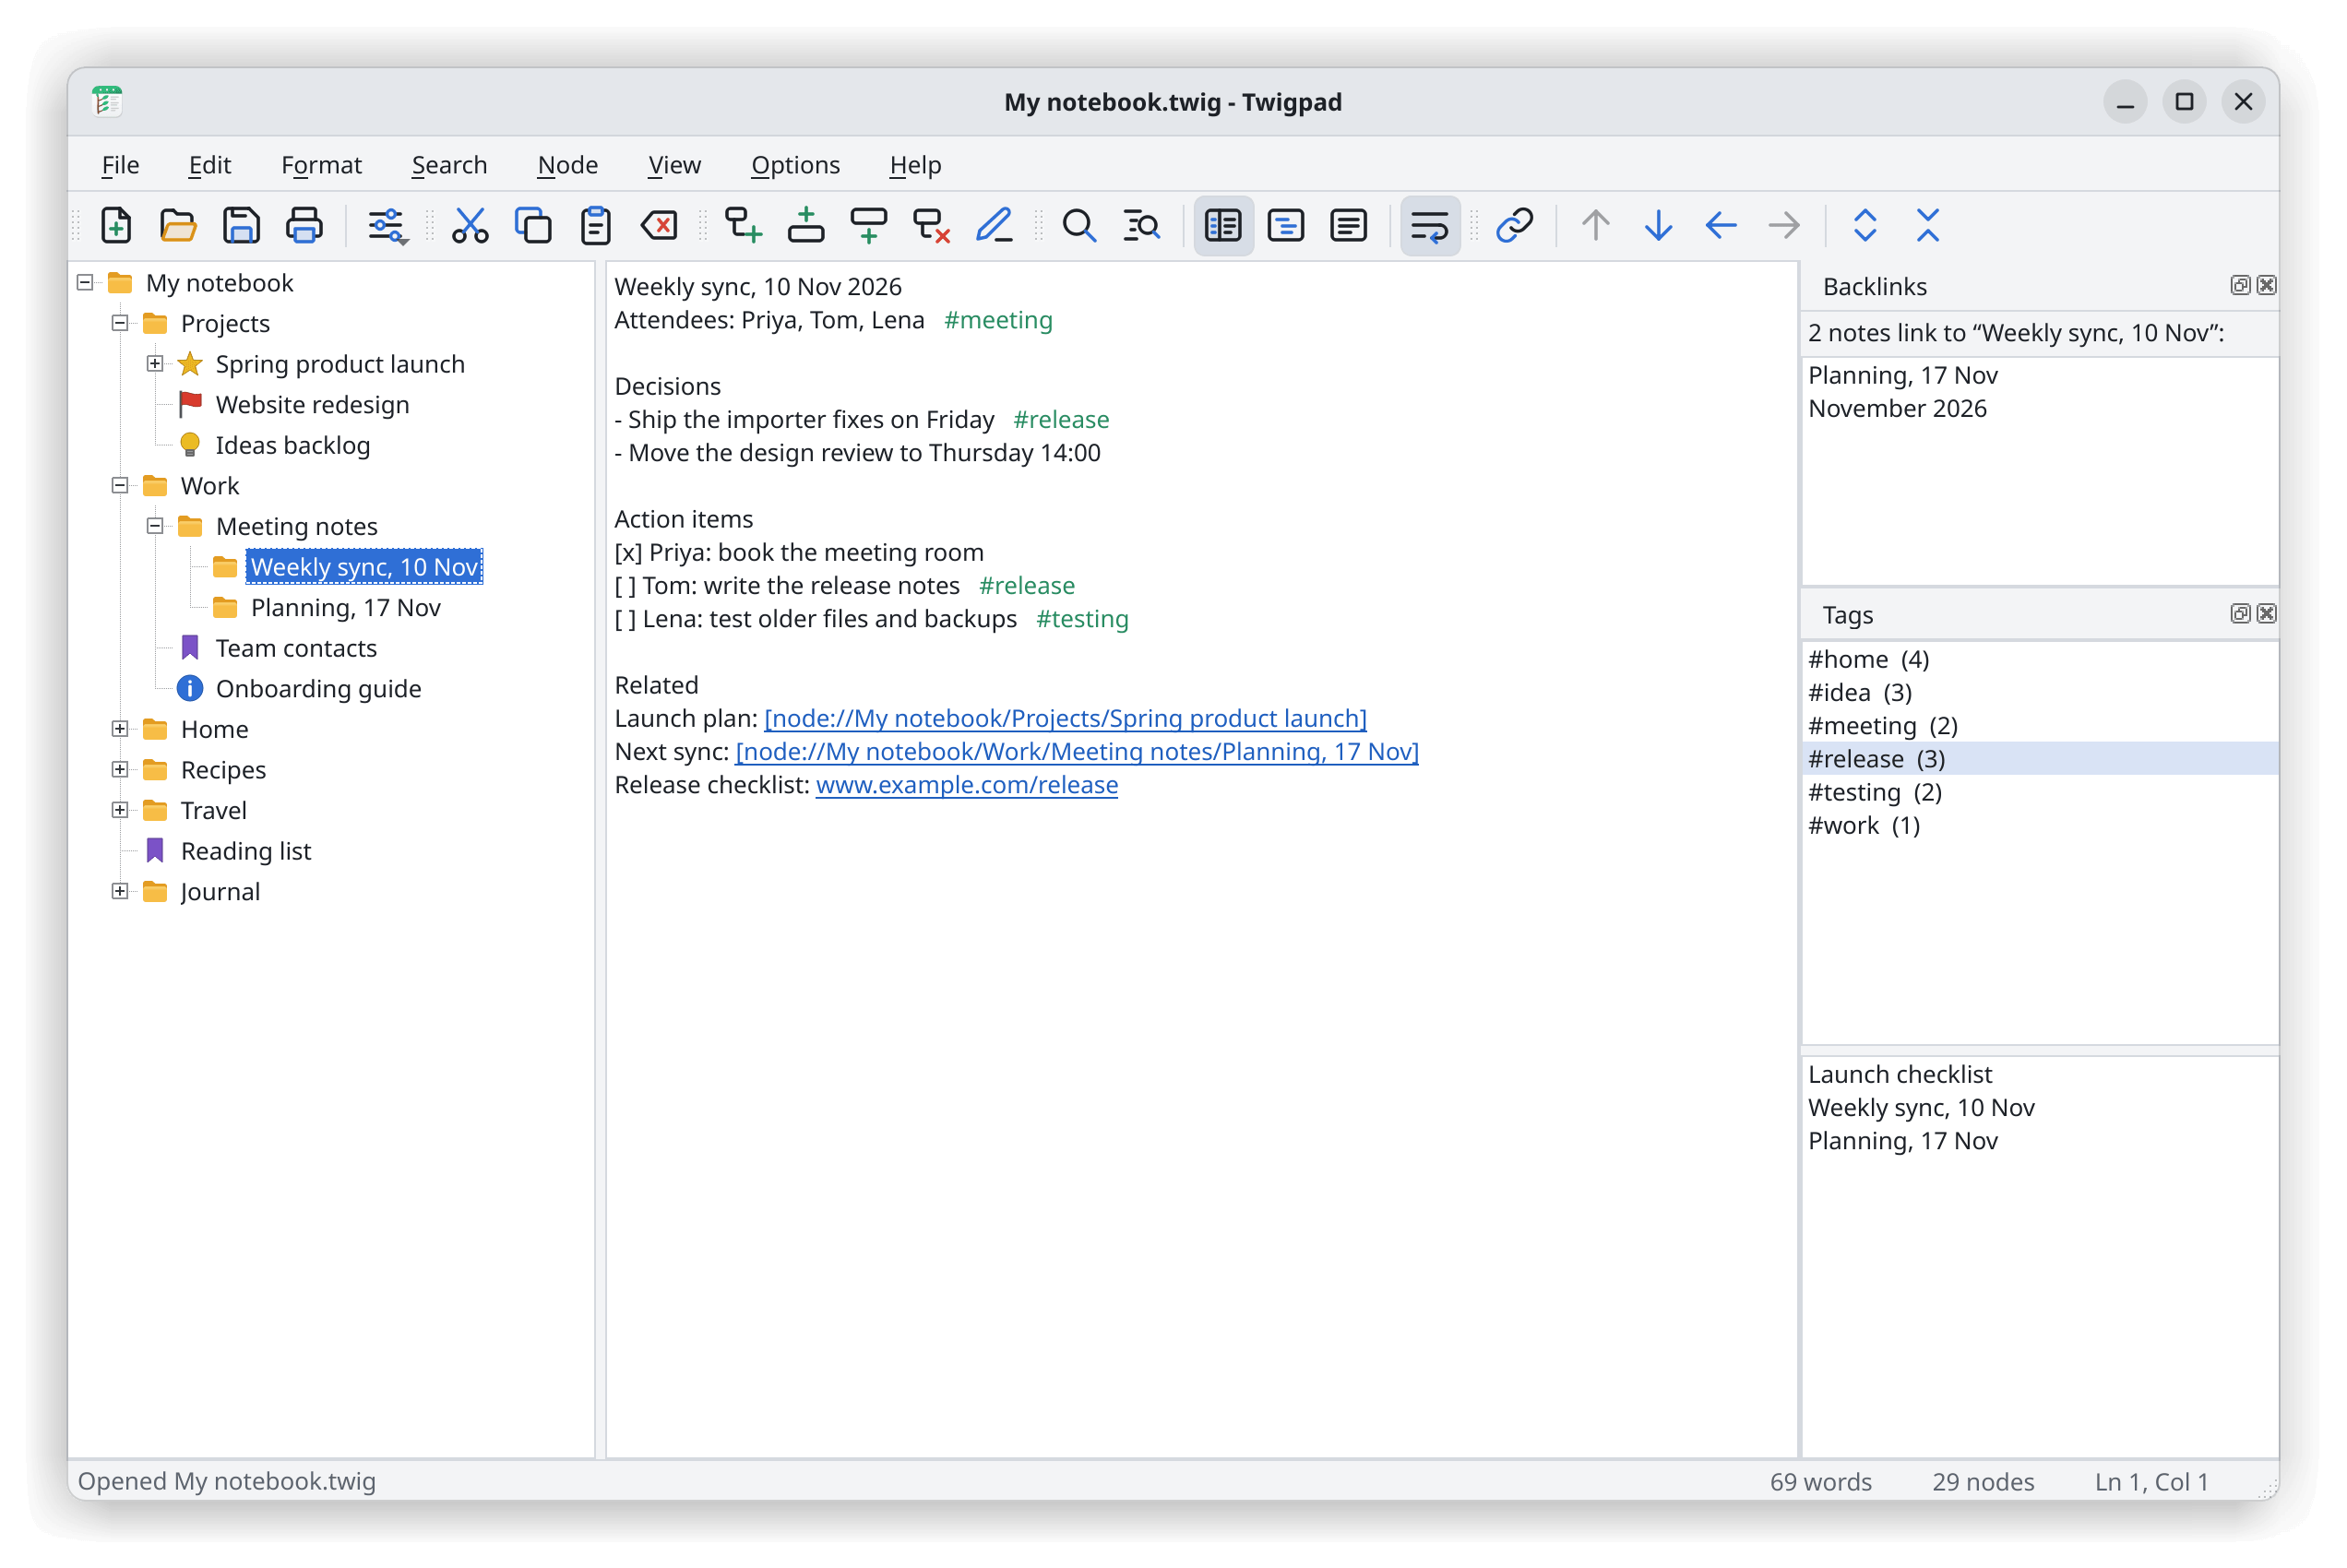 My notebook.twig - Twigpad
File Edit Format Search Node View Options Help
My notebook
Projects
Spring product launch
Website redesign
Ideas backlog
Work
Meeting notes
Weekly sync, 10 Nov
Planning, 17 Nov
Team contacts
Onboarding guide
Home
Recipes
Travel
Reading list
Journal
Weekly sync, 10 Nov 2026
Attendees: Priya, Tom, Lena #meeting
Decisions
- Ship the importer fixes on Friday #release
- Move the design review to Thursday 14:00
Action items
[x] Priya: book the meeting room
[ ] Tom: write the release notes #release
[ ] Lena: test older files and backups #testing
Related
Launch plan: [node://My notebook/Projects/Spring product launch]
Next sync: [node://My notebook/Work/Meeting notes/Planning, 17 Nov]
Release checklist: www.example.com/release
Backlinks
2 notes link to “Weekly sync, 10 Nov”:
Planning, 17 Nov
November 2026
Tags
#home (4)
#idea (3)
#meeting (2)
#release (3)
#testing (2)
#work (1)
Launch checklist
Weekly sync, 10 Nov
Planning, 17 Nov
Opened My notebook.twig
69 words 29 nodes Ln 1, Col 1